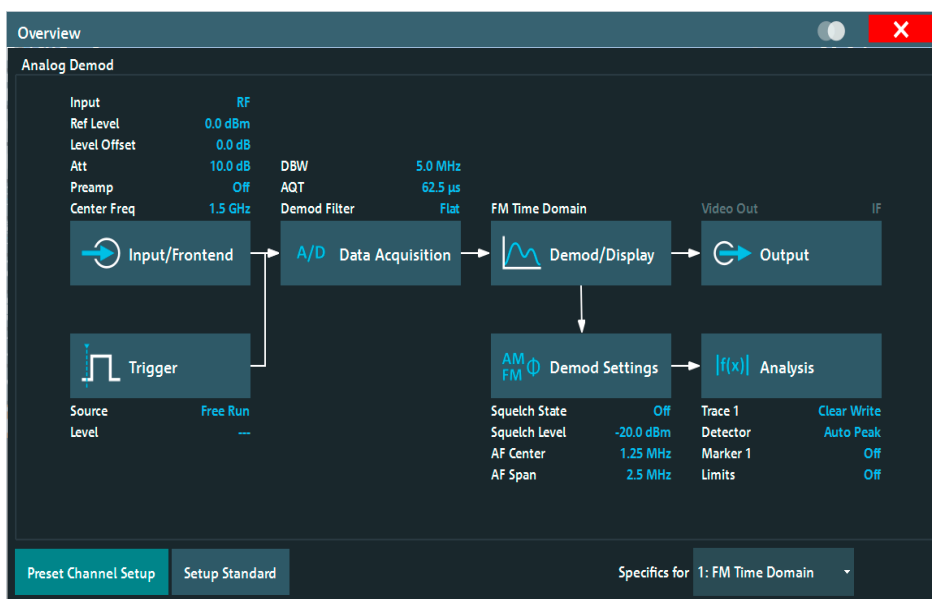 Overview
Analog Demod
Input RF
Ref Level 0.0 dBm
Level Offset 0.0 dB
Att 10.0 dB
Preamp Off
Center Freq 1.5 GHz
DBW 5.0 MHz
AQT 62.5 µs
Demod Filter Flat
FM Time Domain
Video Out IF
Input/Frontend
A/D Data Acquisition
Demod/Display
Output
Trigger
AM FM Φ Demod Settings
|f(x)| Analysis
Source Free Run
Level ---
Squelch State Off
Squelch Level -20.0 dBm
AF Center 1.25 MHz
AF Span 2.5 MHz
Trace 1 Clear Write
Detector Auto Peak
Marker 1 Off
Limits Off
Preset Channel Setup
Setup Standard
Specifics for 1: FM Time Domain